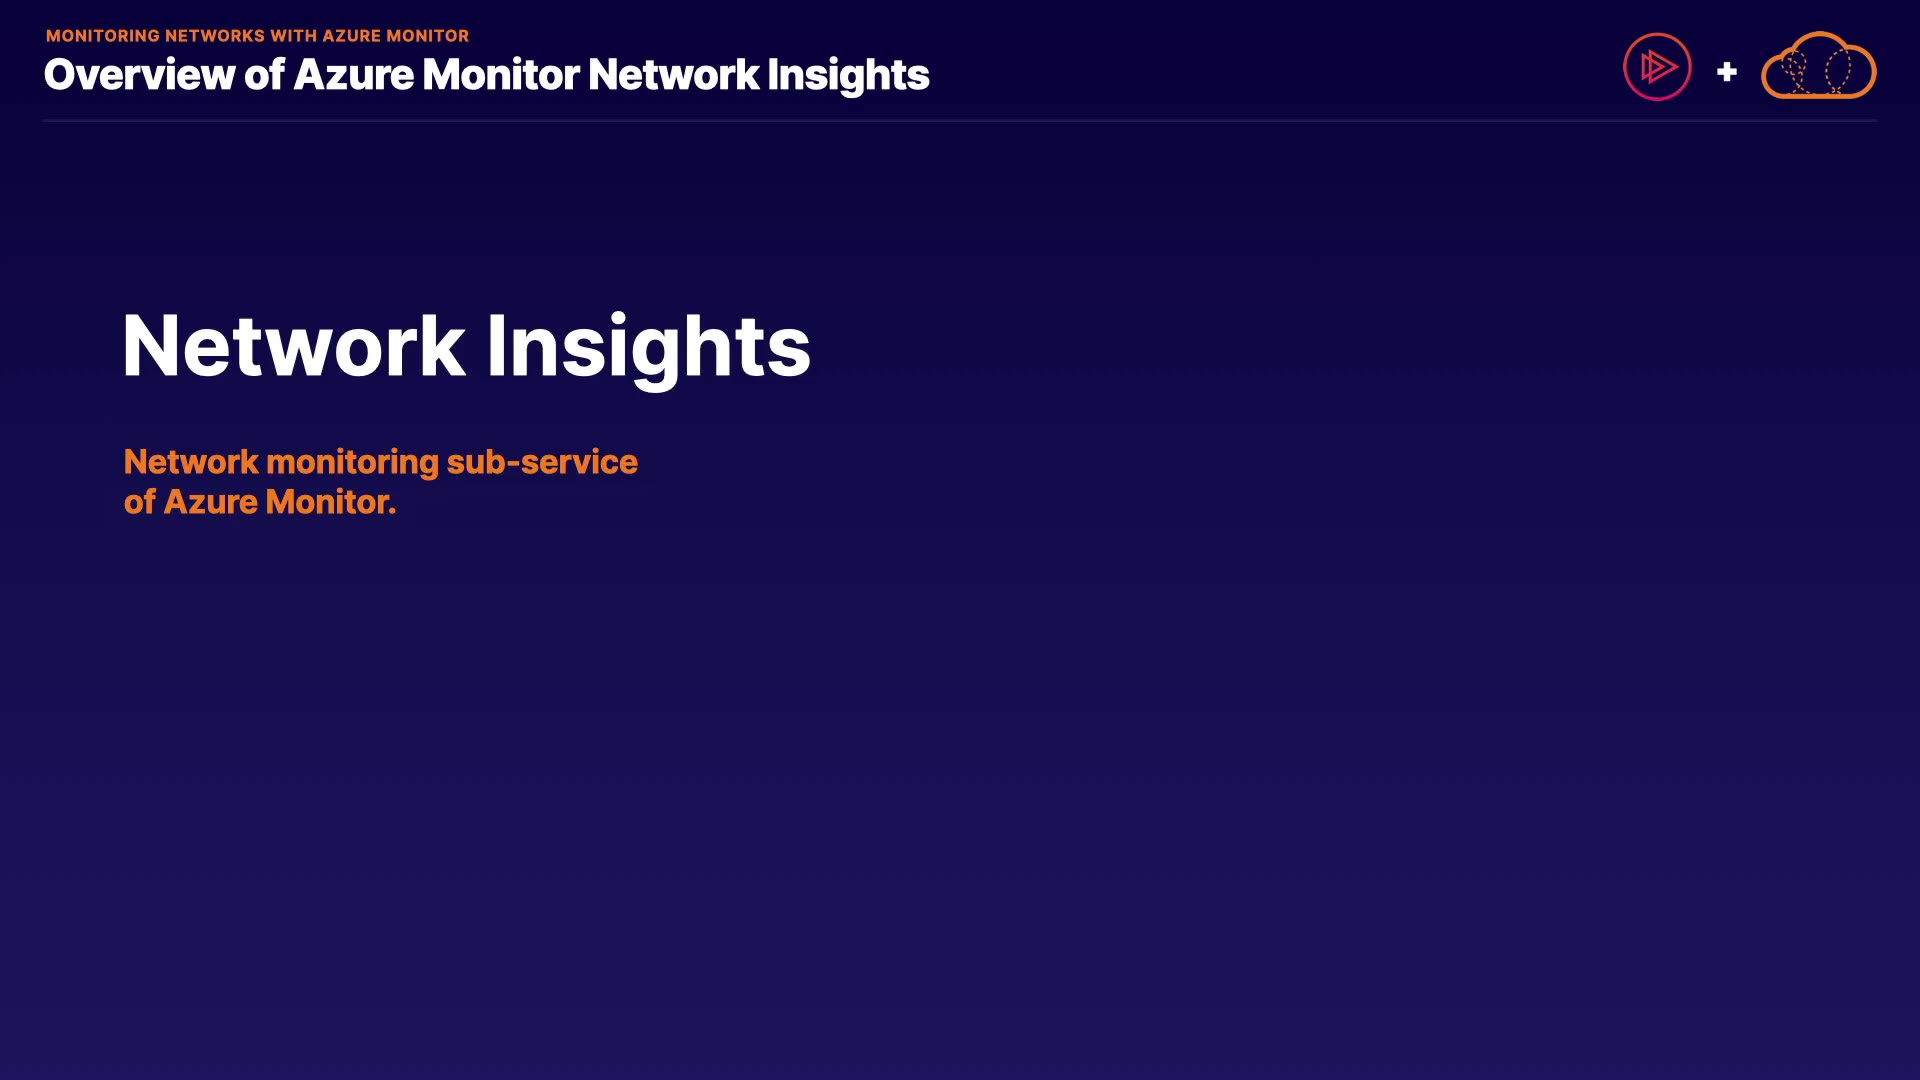 MONITORING NETWORKS WITH AZURE MONITOR
Overview of Azure Monitor Network Insights
+
Network Insights
Network monitoring sub-service
of Azure Monitor.